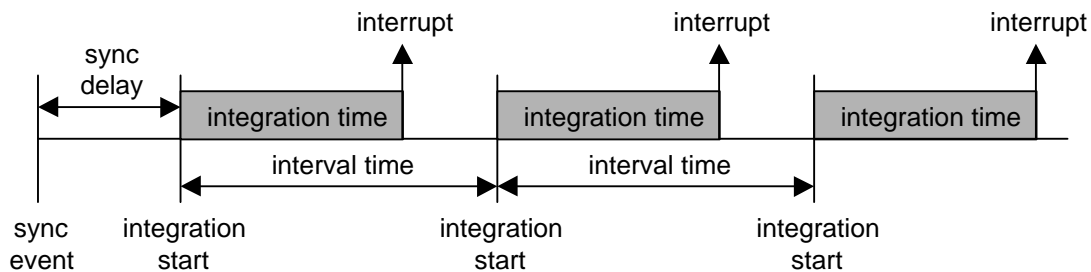 interrupt
interrupt
interrupt
sync
delay
integration time
integration time
integration time
interval time
interval time
sync
event
integration
start
integration
start
integration
start